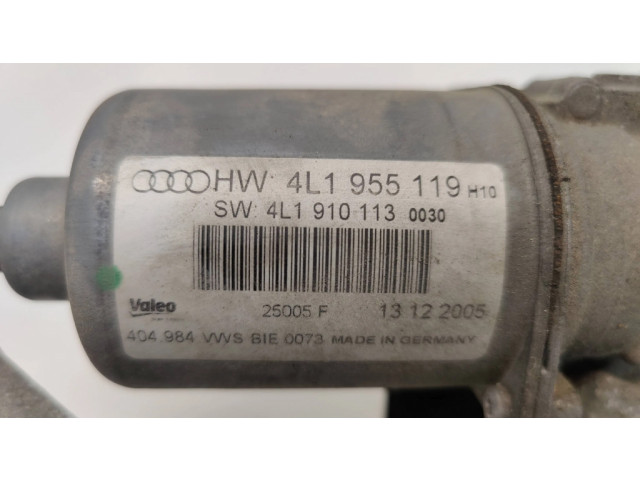 HW: 4L1 955 119 H10
SW: 4L1 910 113 0030
Valeo 25005 F 13 12 2005
404.984 VWS BIE 0073 MADE IN GERMANY